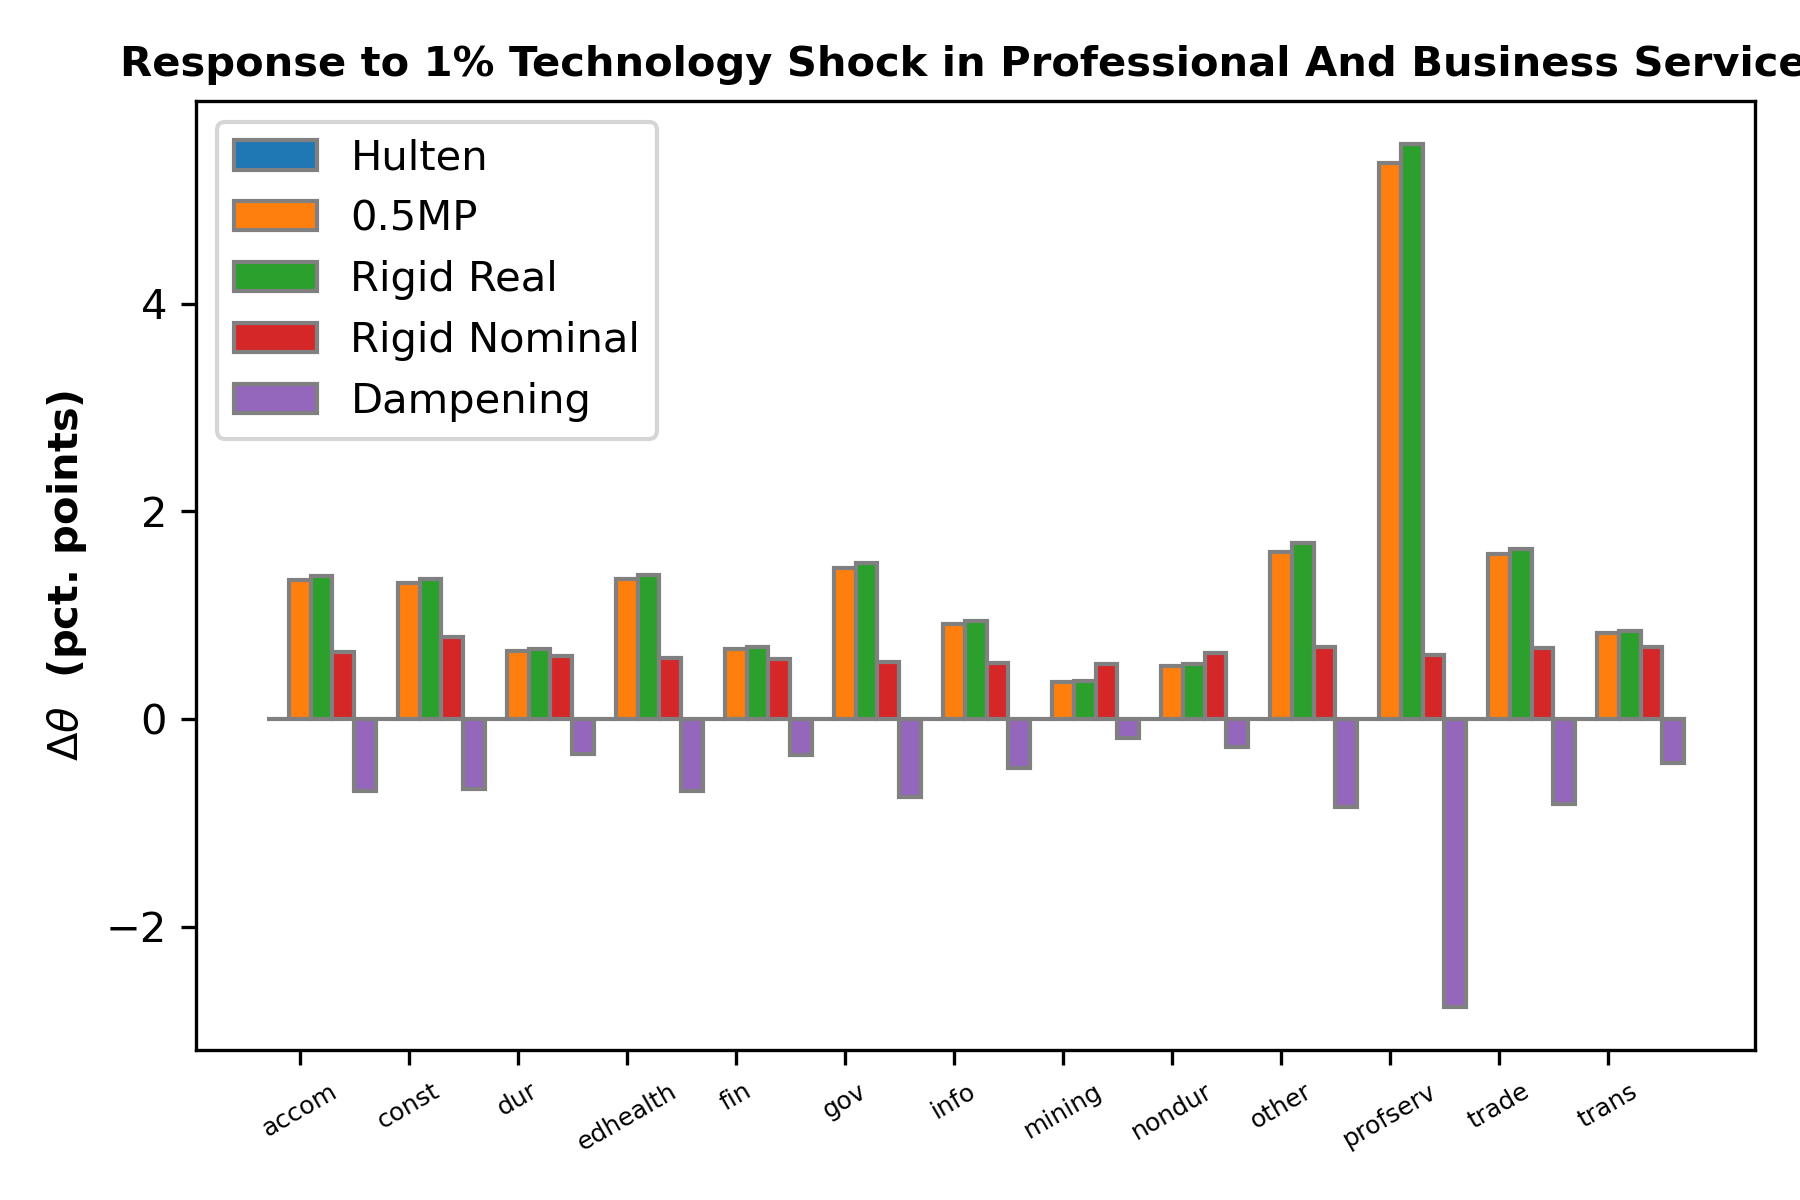 Response to 1% Technology Shock in Professional And Business Service
Hulten
0.5MP
Rigid Real
Rigid Nominal
Dampening
Δθ (pct. points)
4
2
0
−2
accom
const
dur
edhealth
fin
gov
info
mining
nondur
other
profserv
trade
trans